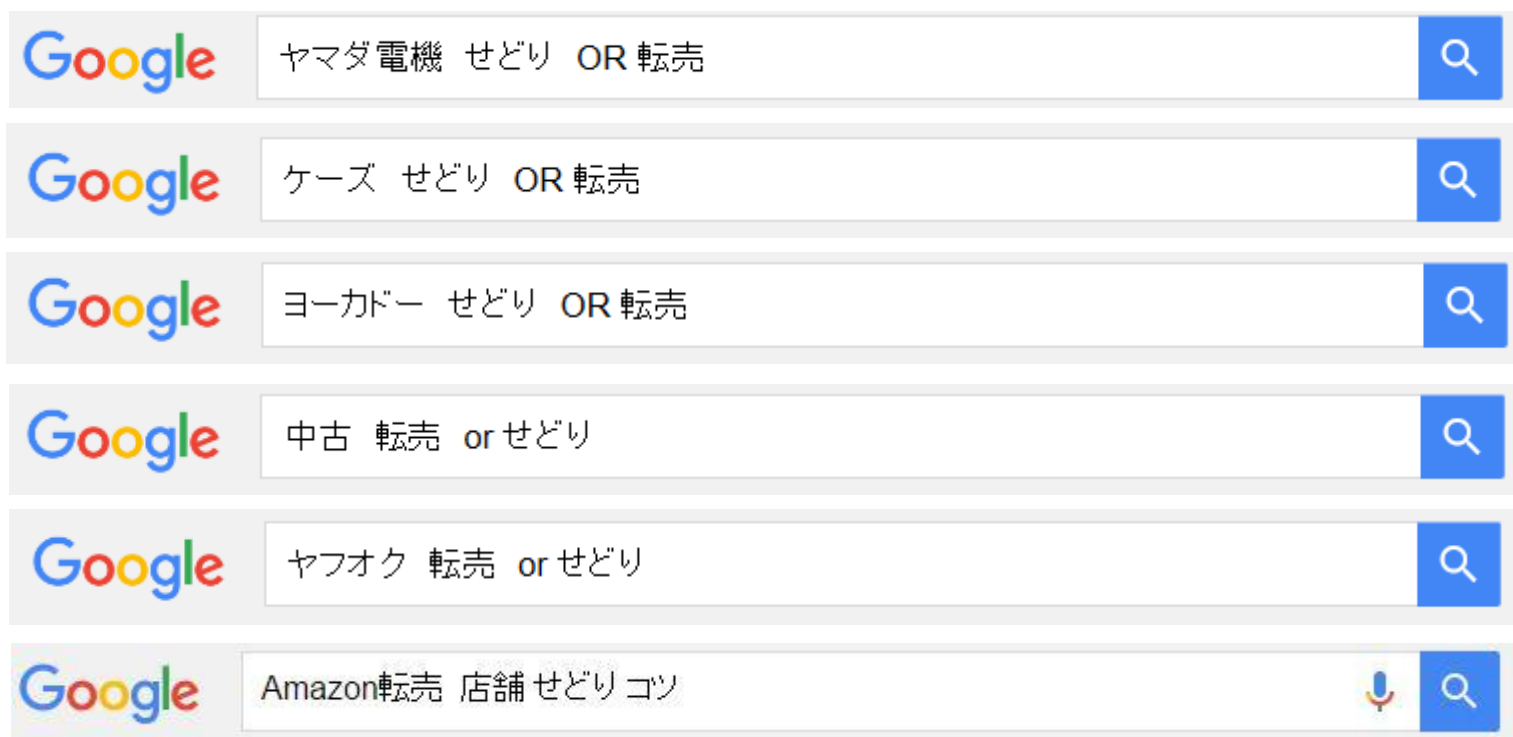 Google ヤマダ電機 せどり OR 転売
Google ケーズ せどり OR 転売
Google ヨーカドー せどり OR 転売
Google 中古 転売 or せどり
Google ヤフオク 転売 or せどり
Google Amazon転売 店舗 せどり コツ